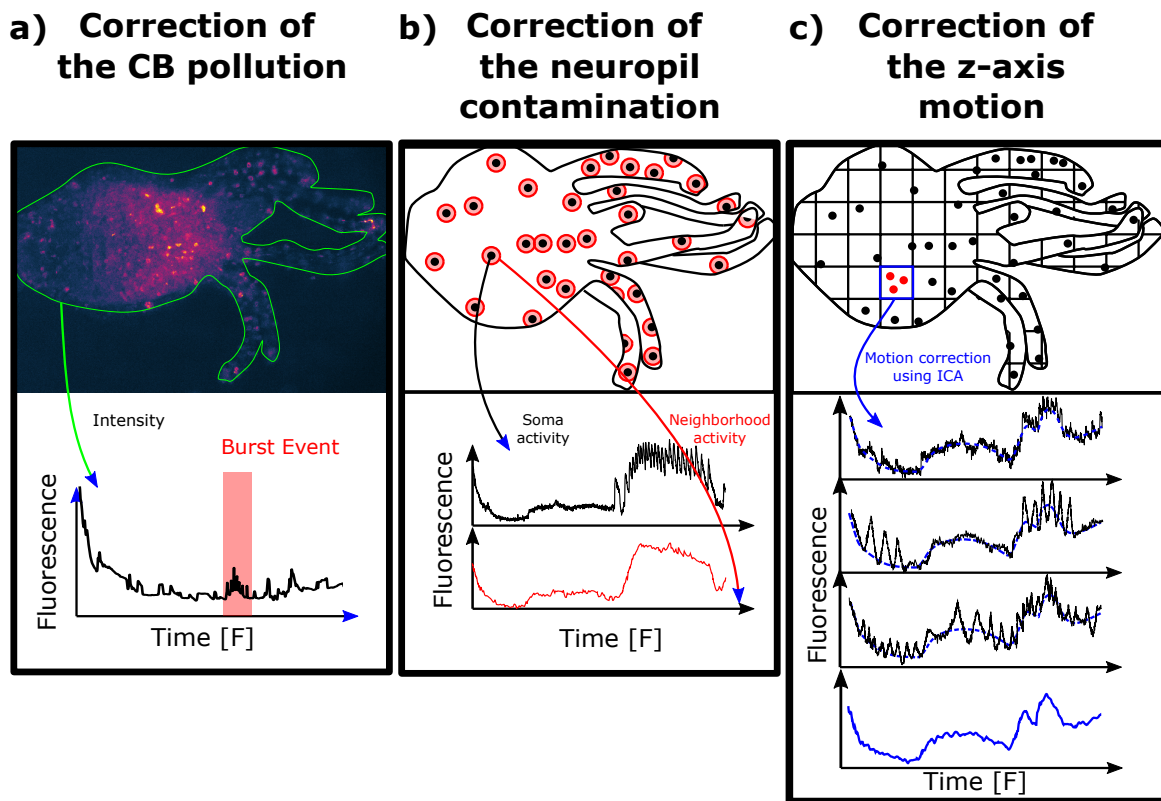 a) Correction of
the CB pollution
Intensity
Burst Event
Fluorescence
Time [F]
b) Correction of
the neuropil
contamination
Soma
activity
Neighborhood
activity
Fluorescence
Time [F]
c) Correction of
the z-axis
motion
Motion correction
using ICA
Fluorescence
Time [F]